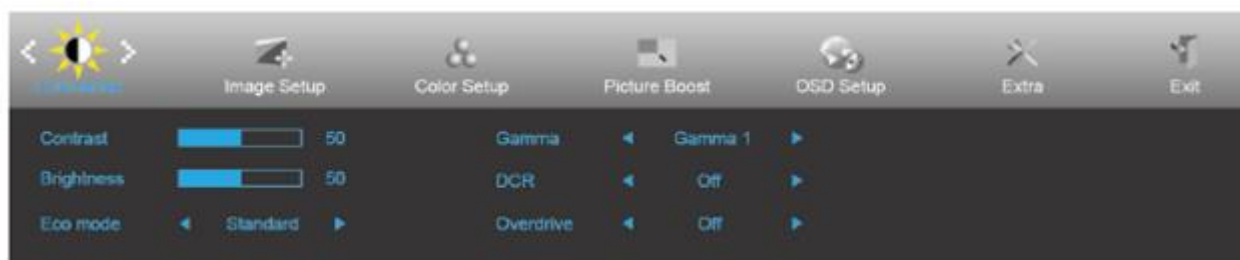 Image Setup Color Setup Picture Boost OSD Setup Extra Exit
Contrast 50 Gamma Gamma 1
Brightness 50 DCR Off
Eco mode Standard Overdrive Off